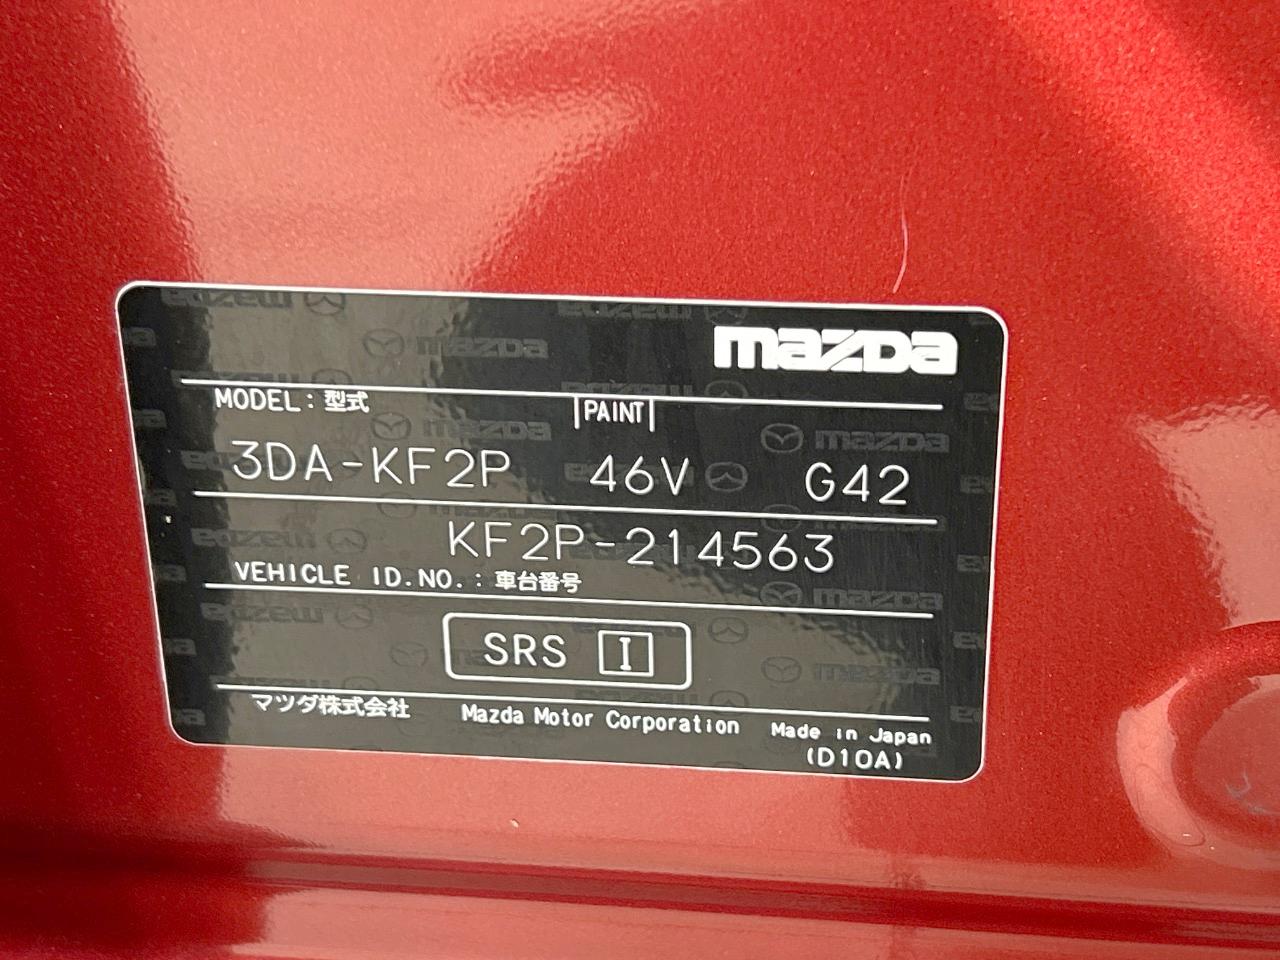 mazda
MODEL: 型式 PAINT
3DA-KF2P 46V G42
KF2P-214563
VEHICLE ID.NO.: 車台番号
SRS I
マツダ株式会社 Mazda Motor Corporation Made in Japan
(D10A)